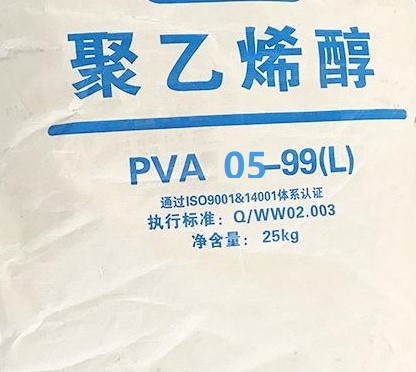 聚乙烯醇
PVA 05-99(L)
通过ISO9001&14001体系认证
执行标准：Q/WW02.003
净含量：25kg